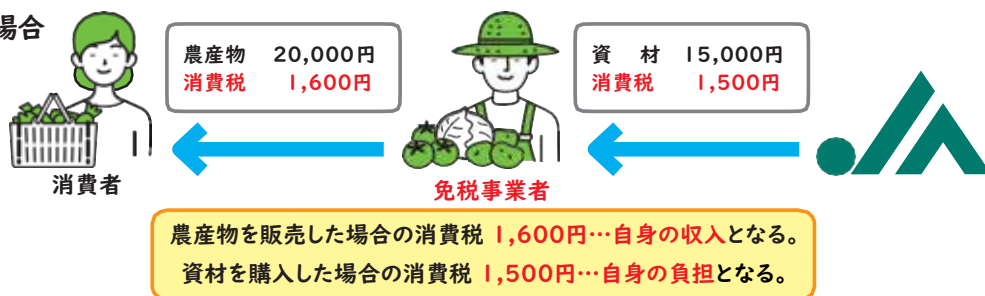 場合
農産物 20,000円
消費税 1,600円
資 材 15,000円
消費税 1,500円
消費者
免税事業者
JA
農産物を販売した場合の消費税 1,600円…自身の収入となる。
資材を購入した場合の消費税 1,500円…自身の負担となる。